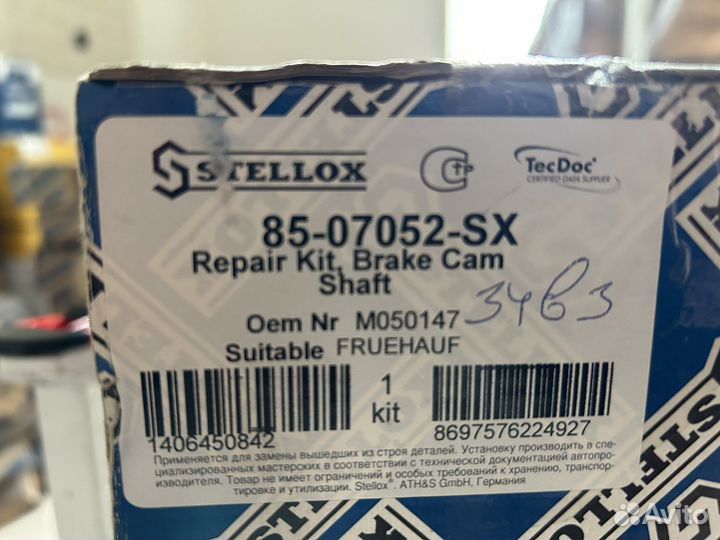 STELLOX
TecDoc
CERTIFIED DATA SUPPLIER
85-07052-SX
Repair Kit, Brake Cam
Shaft
Oem Nr M050147
3463
Suitable FRUEHAUF
1
kit
1406450842
8697576224927
Применяется для замены вышедших из строя деталей. Установку производить в спе-
циализированных мастерских в соответствии с технической документацией автопро-
изводителя. Товар не имеет ограничений и особых требований к хранению, транспор-
тировке и утилизации. Stellox®. ATH&S GmbH, Германия
Avito